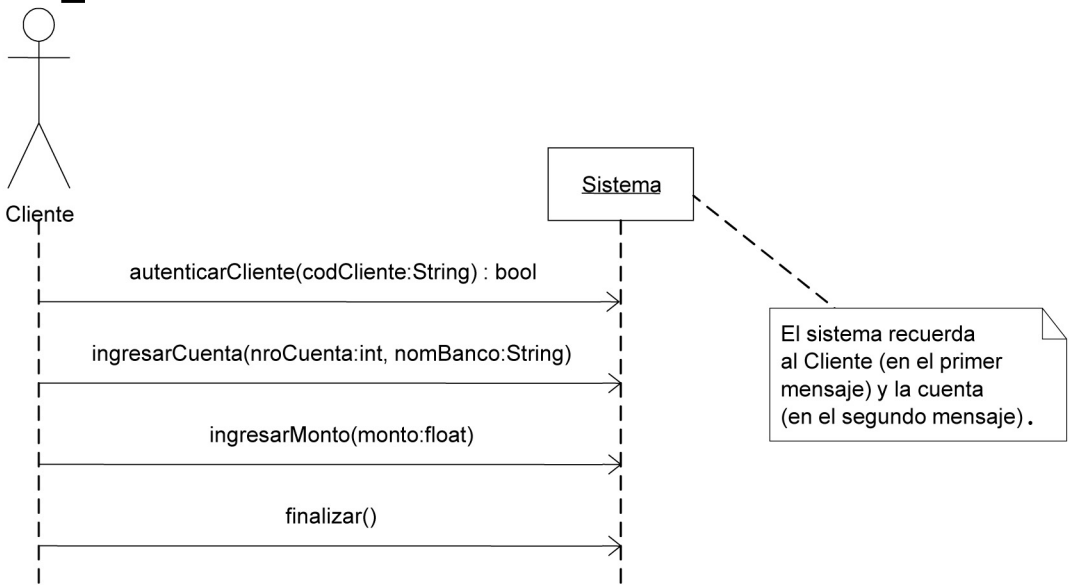 Sistema
Cliente
autenticarCliente(codCliente:String) : bool
ingresarCuenta(nroCuenta:int, nomBanco:String)
ingresarMonto(monto:float)
finalizar()
El sistema recuerda
al Cliente (en el primer
mensaje) y la cuenta
(en el segundo mensaje).